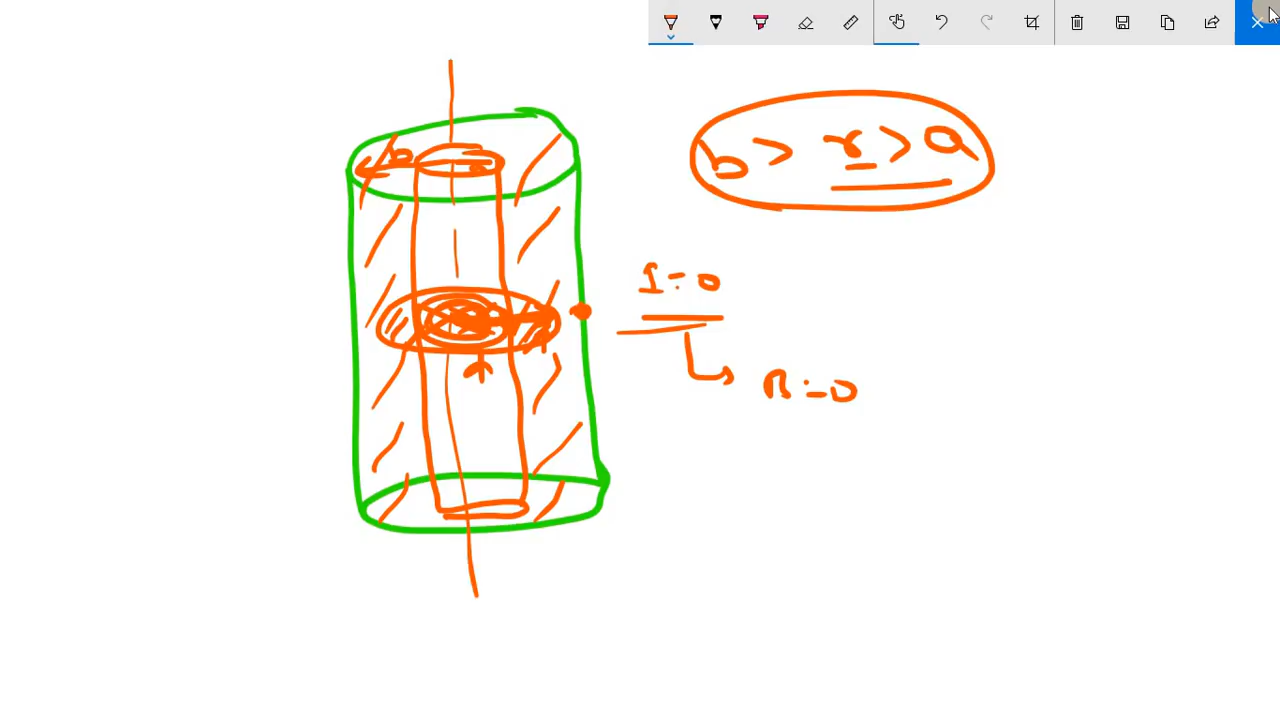 b
a
b > r > a
I = 0
B = 0